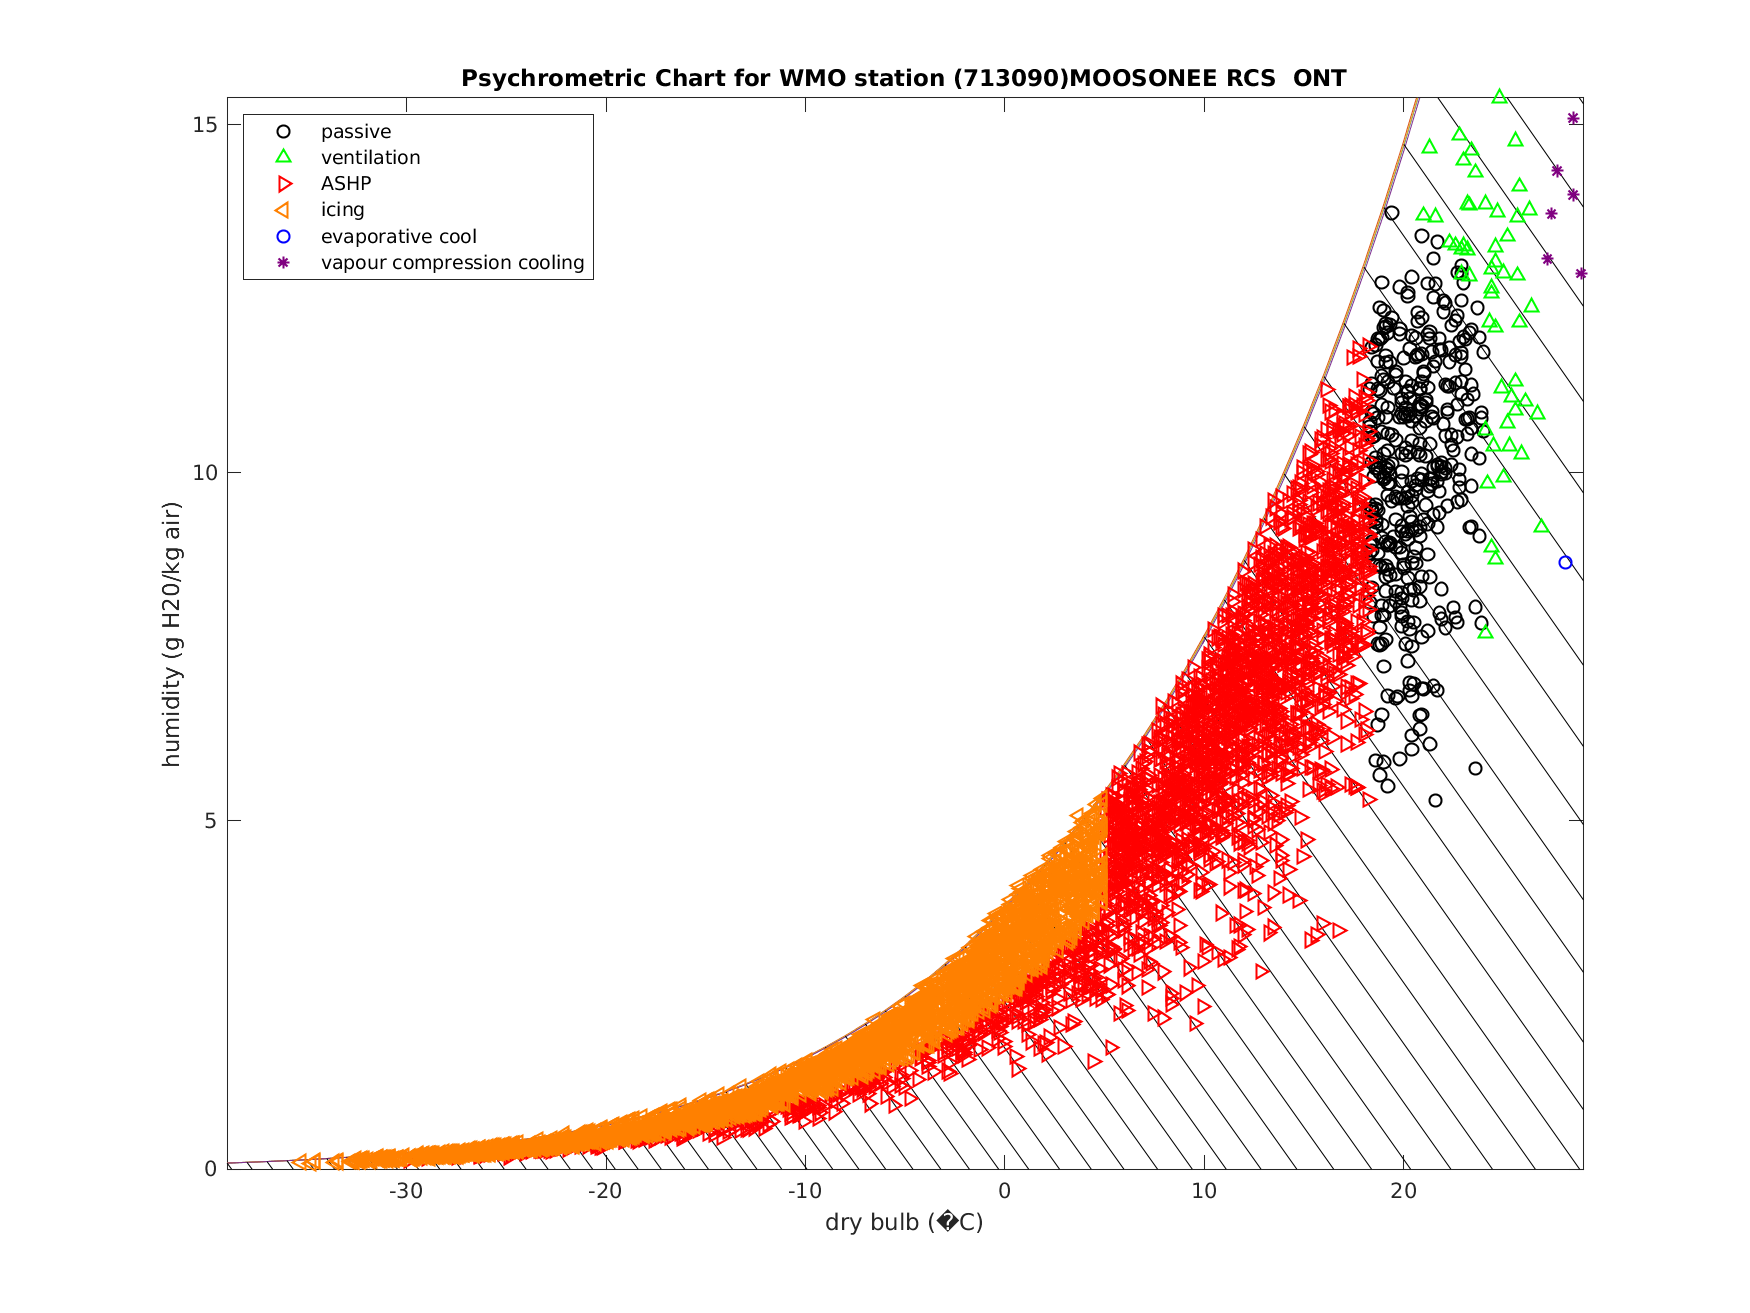 Psychrometric Chart for WMO station (713090)MOOSONEE RCS  ONT
passive
ventilation
ASHP
icing
evaporative cool
vapour compression cooling
15
10
5
0
humidity (g H20/kg air)
-30
-20
-10
0
10
20
dry bulb (�C)